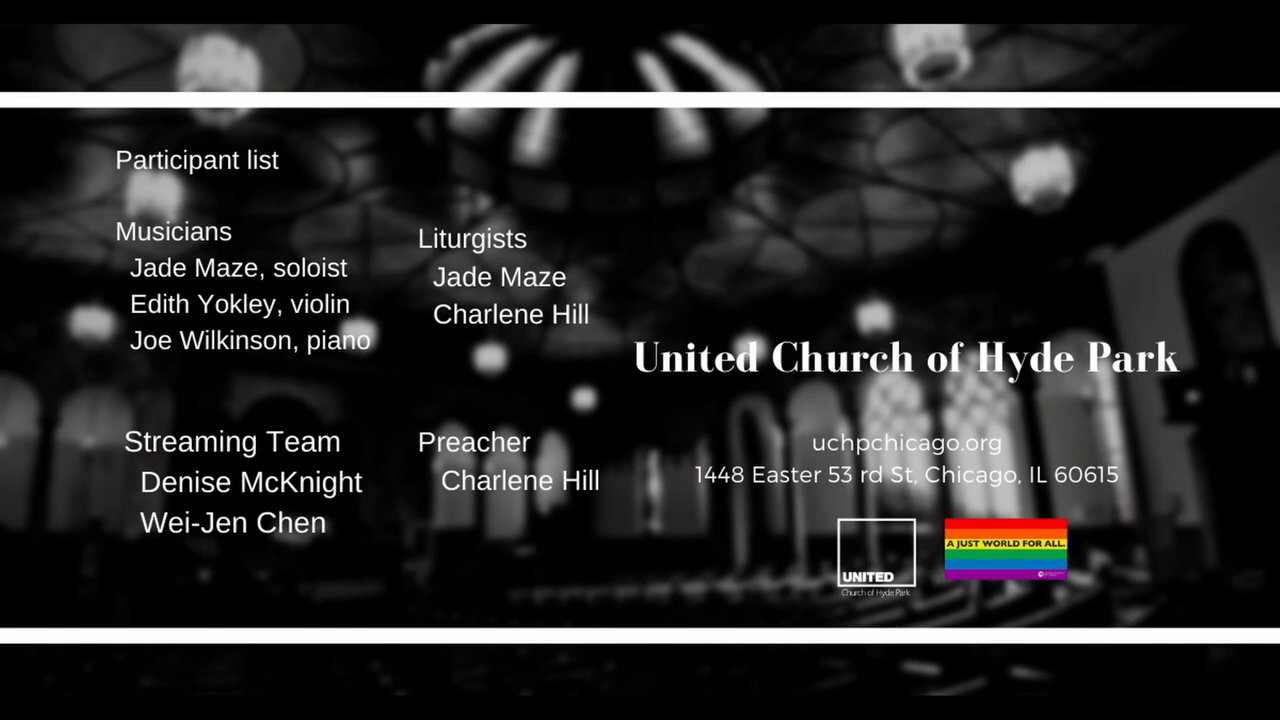 Participant list
Musicians
Jade Maze, soloist
Edith Yokley, violin
Joe Wilkinson, piano
Liturgists
Jade Maze
Charlene Hill
Streaming Team
Denise McKnight
Wei-Jen Chen
Preacher
Charlene Hill
United Church of Hyde Park
uchpchicago.org
1448 Easter 53 rd St, Chicago, IL 60615
UNITED
Church of Hyde Park
A JUST WORLD FOR ALL.